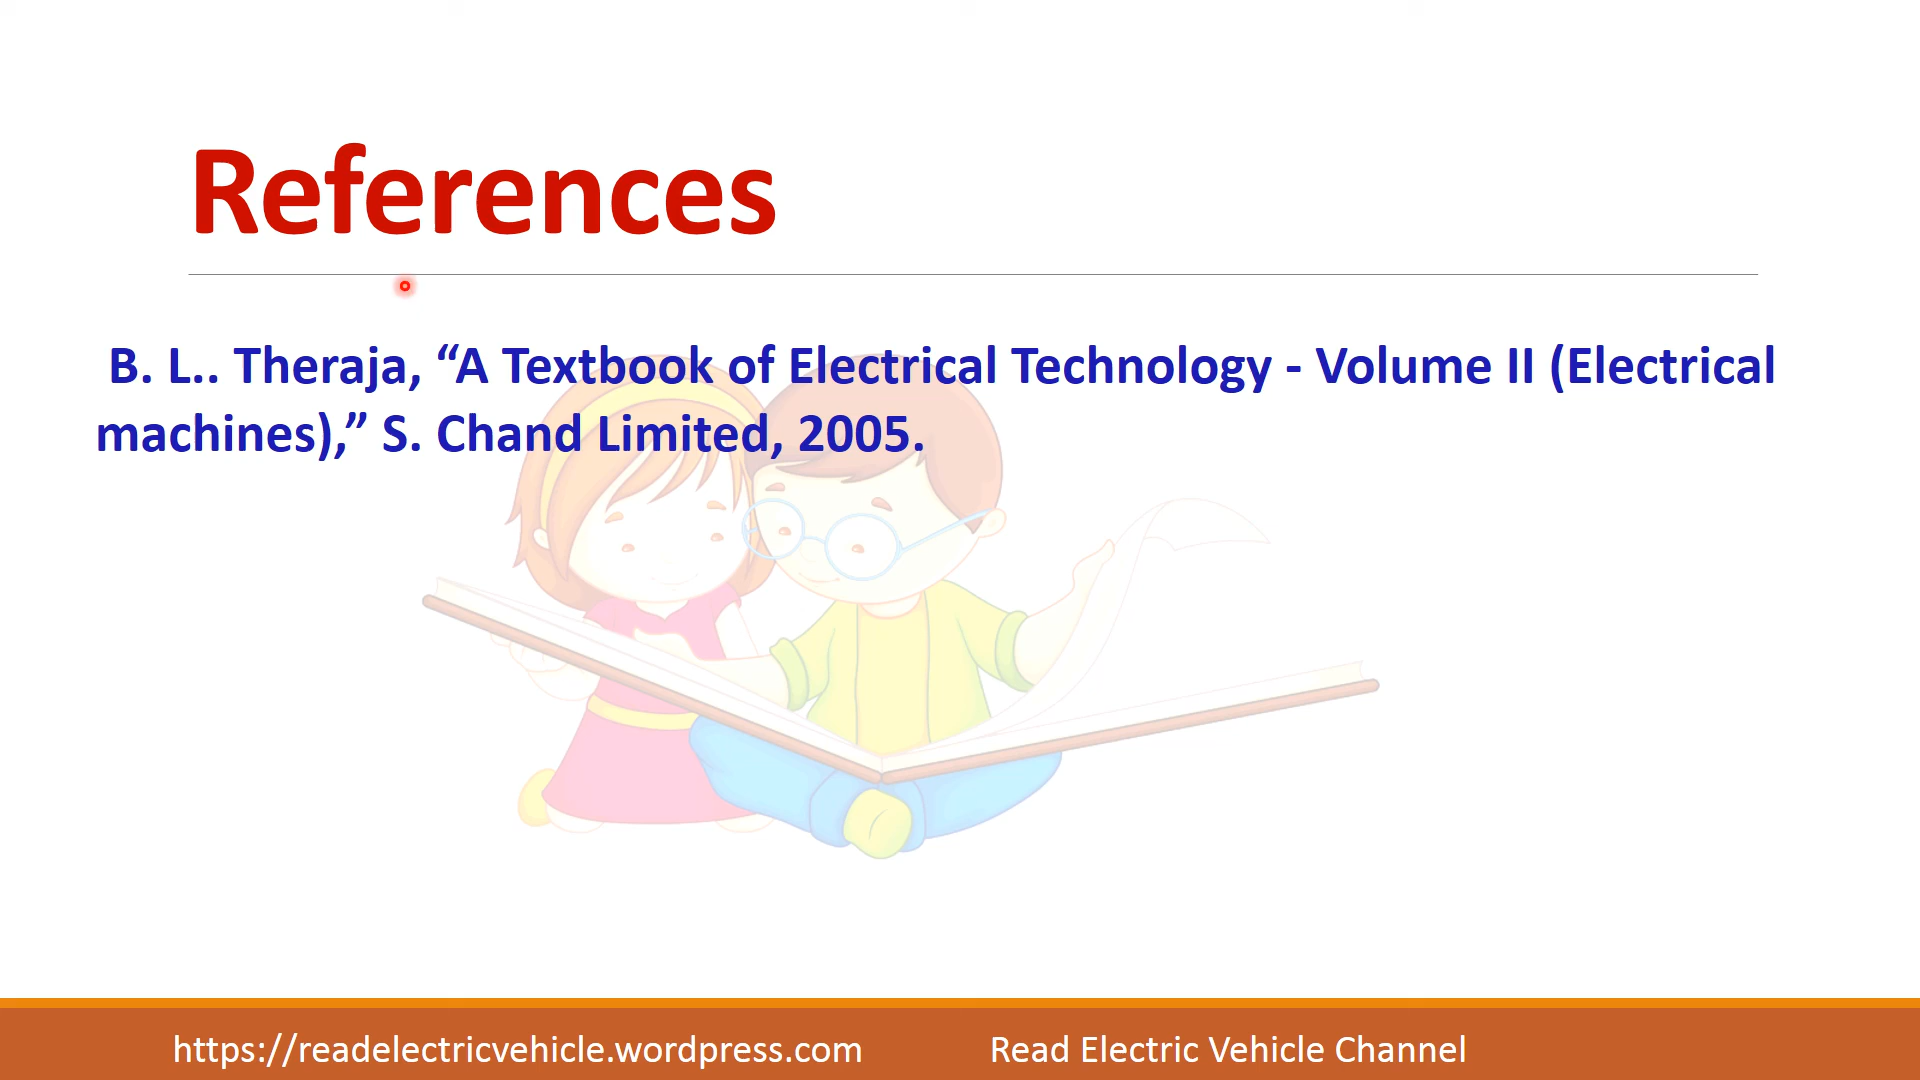 References
B. L.. Theraja, “A Textbook of Electrical Technology - Volume II (Electrical
machines),” S. Chand Limited, 2005.
https://readelectricvehicle.wordpress.com
Read Electric Vehicle Channel